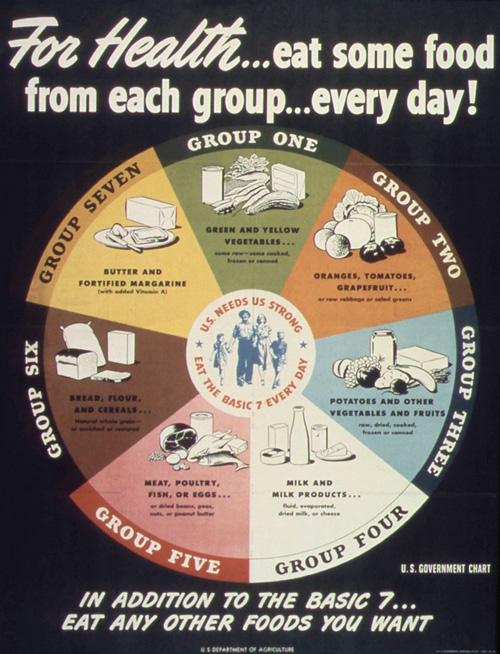 For Health...eat some food
from each group...every day!
GROUP ONE
GREEN AND YELLOW
VEGETABLES...
some raw—some cooked,
frozen or canned
GROUP TWO
ORANGES, TOMATOES,
GRAPEFRUIT...
or raw cabbage or salad greens
GROUP THREE
POTATOES AND OTHER
VEGETABLES AND FRUITS
raw, dried, cooked,
frozen or canned
GROUP FOUR
MILK AND
MILK PRODUCTS...
fluid, evaporated,
dried milk, or cheese
GROUP FIVE
MEAT, POULTRY,
FISH, OR EGGS...
or dried beans, peas,
nuts, or peanut butter
GROUP SIX
BREAD, FLOUR,
AND CEREALS...
Natural whole grain—
or enriched or restored
GROUP SEVEN
BUTTER AND
FORTIFIED MARGARINE
(with added Vitamin A)
U.S. NEEDS US STRONG
EAT THE BASIC 7 EVERY DAY
U.S. GOVERNMENT CHART
IN ADDITION TO THE BASIC 7...
EAT ANY OTHER FOODS YOU WANT
U S DEPARTMENT OF AGRICULTURE